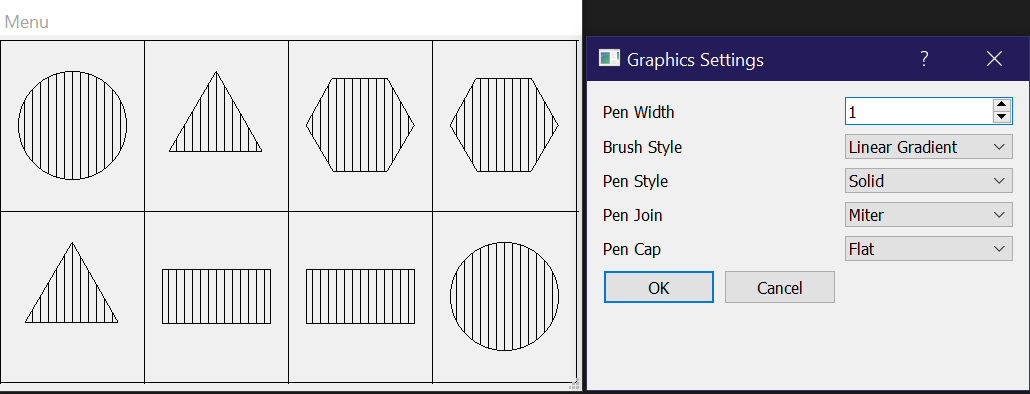 Menu
Graphics Settings
Pen Width 1
Brush Style Linear Gradient
Pen Style Solid
Pen Join Miter
Pen Cap Flat
OK Cancel